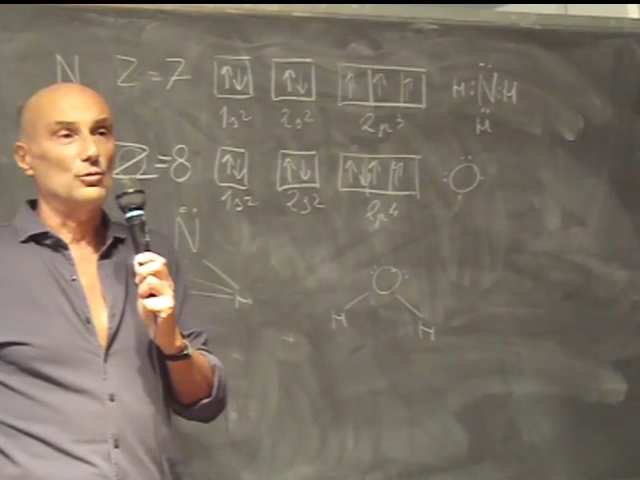 N Z=7 ↑↓ ↑↓ ↑ ↑ ↑ H:N:H
1s² 2s² 2p³ H
Z=8 ↑↓ ↑↓ ↑↓ ↑ ↑ O
1s² 2s² 2p⁴
N
H
O
H H